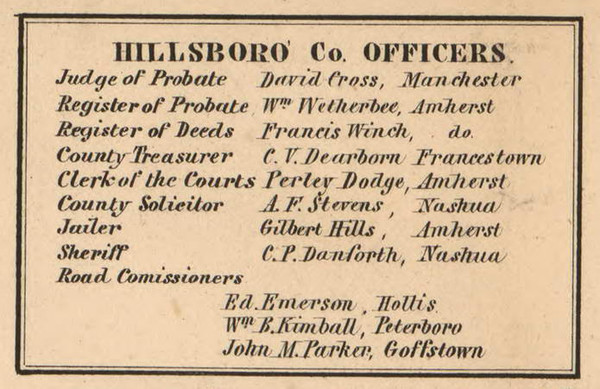 HILLSBORO' Co. OFFICERS.
Judge of Probate David Cross, Manchester
Register of Probate Wm Wetherbee, Amherst
Register of Deeds Francis Winch, do.
County Treasurer C. V. Dearborn Francestown
Clerk of the Courts Perley Dodge, Amherst
County Solicitor A. F. Stevens, Nashua
Jailer Gilbert Hills, Amherst
Sheriff C. P. Danforth, Nashua
Road Comissioners
Ed. Emerson, Hollis
Wm B. Kimball, Peterboro
John M. Parker, Goffstown